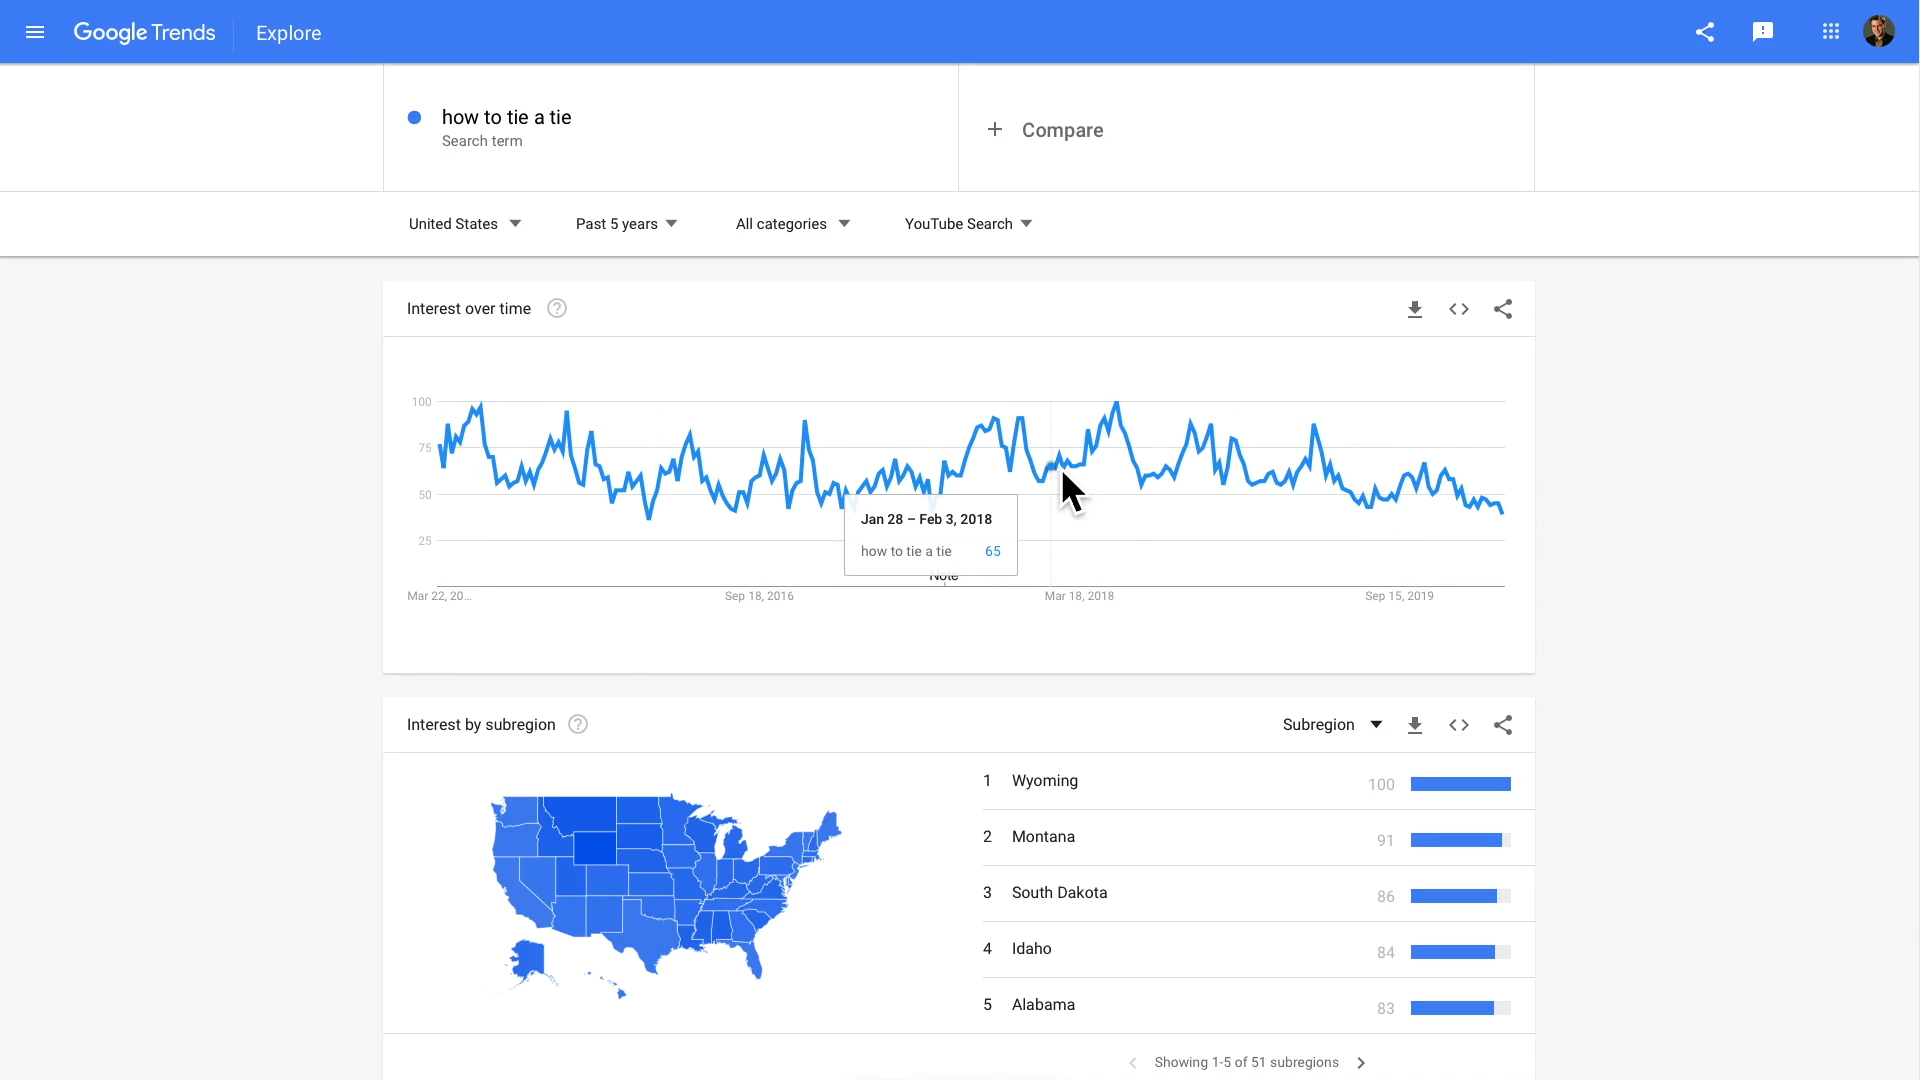 Google Trends Explore
how to tie a tie
Search term
+ Compare
United States Past 5 years All categories YouTube Search
Interest over time ?
100
75
50
25
Jan 28 – Feb 3, 2018
how to tie a tie 65
Note
Mar 22, 20... Sep 18, 2016 Mar 18, 2018 Sep 15, 2019
Interest by subregion ? Subregion
1 Wyoming 100
2 Montana 91
3 South Dakota 86
4 Idaho 84
5 Alabama 83
Showing 1-5 of 51 subregions